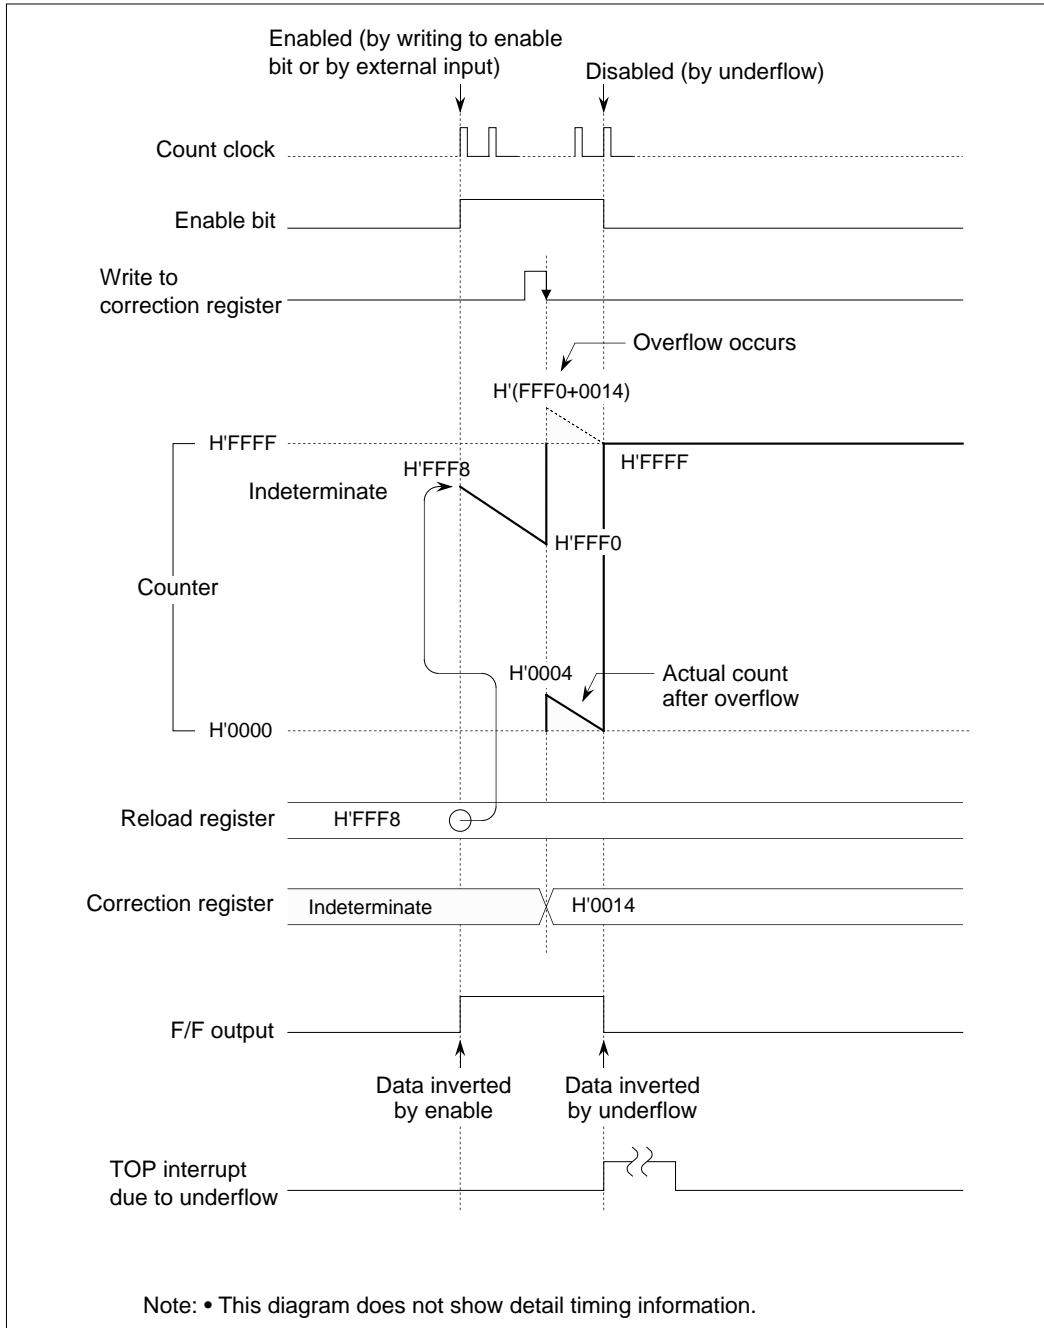 Enabled (by writing to enable
bit or by external input)
Disabled (by underflow)
Count clock
Enable bit
Write to
correction register
Overflow occurs
H'(FFF0+0014)
H'FFFF
H'FFF8
H'FFFF
Indeterminate
H'FFF0
Counter
H'0004
Actual count
after overflow
H'0000
Reload register
H'FFF8
Correction register
Indeterminate
H'0014
F/F output
Data inverted
by enable
Data inverted
by underflow
TOP interrupt
due to underflow
Note: • This diagram does not show detail timing information.